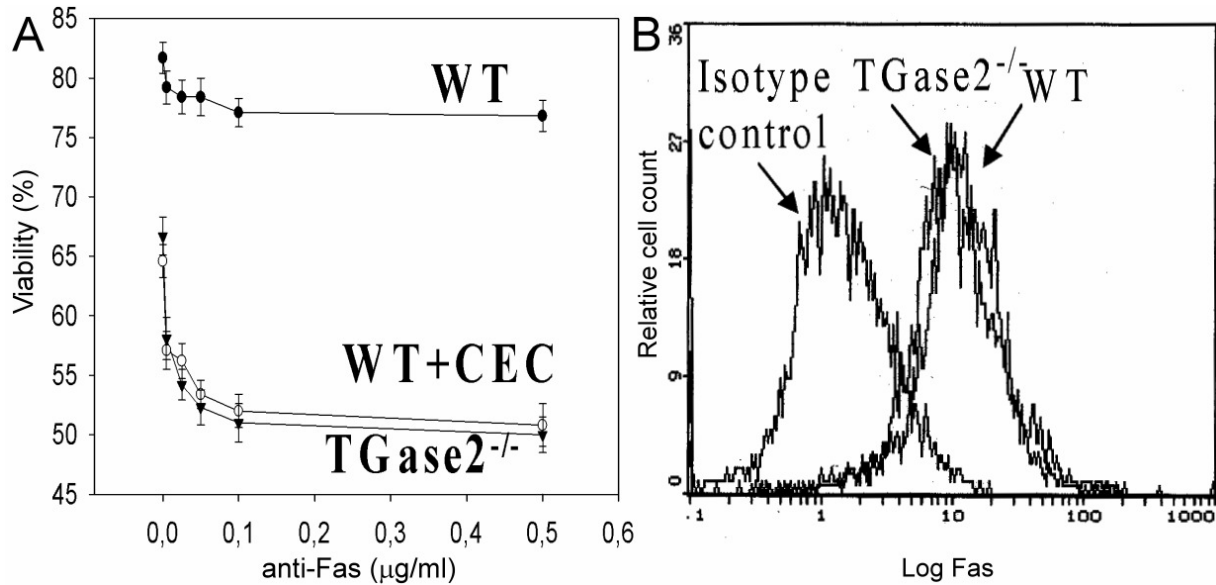 A
Viability (%)
85
80
75
70
65
60
55
50
45
WT
WT+CEC
TGase2-/-
0,0 0,1 0,2 0,3 0,4 0,5 0,6
anti-Fas (μg/ml)
B
Relative cell count
36
27
18
9
0
Isotype
control
TGase2-/-
WT
.1 1 10 100 1000
Log Fas